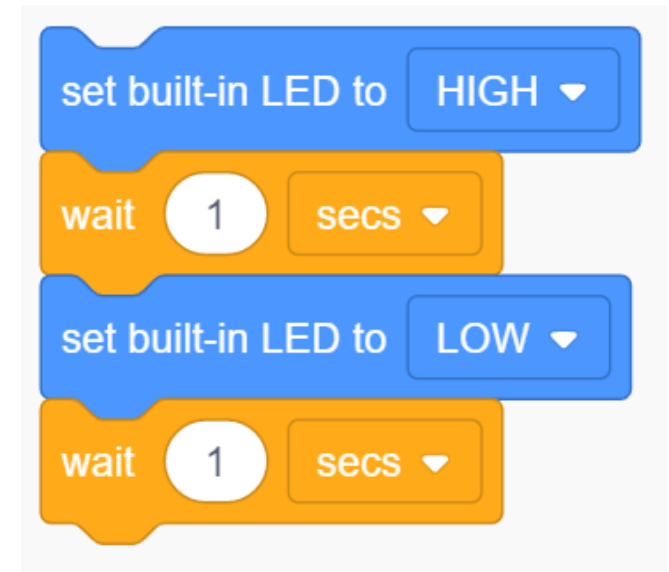 set built-in LED to HIGH
wait 1 secs
set built-in LED to LOW
wait 1 secs